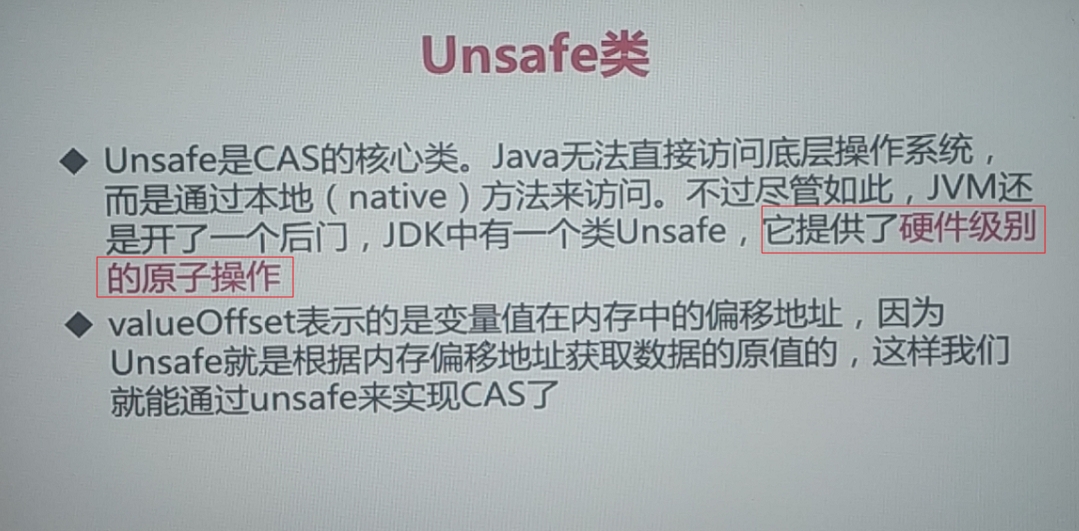 Unsafe类
◆ Unsafe是CAS的核心类。Java无法直接访问底层操作系统，
而是通过本地（native）方法来访问。不过尽管如此，JVM还
是开了一个后门，JDK中有一个类Unsafe，它提供了硬件级别
的原子操作
◆ valueOffset表示的是变量值在内存中的偏移地址，因为
Unsafe就是根据内存偏移地址获取数据的原值的，这样我们
就能通过unsafe来实现CAS了